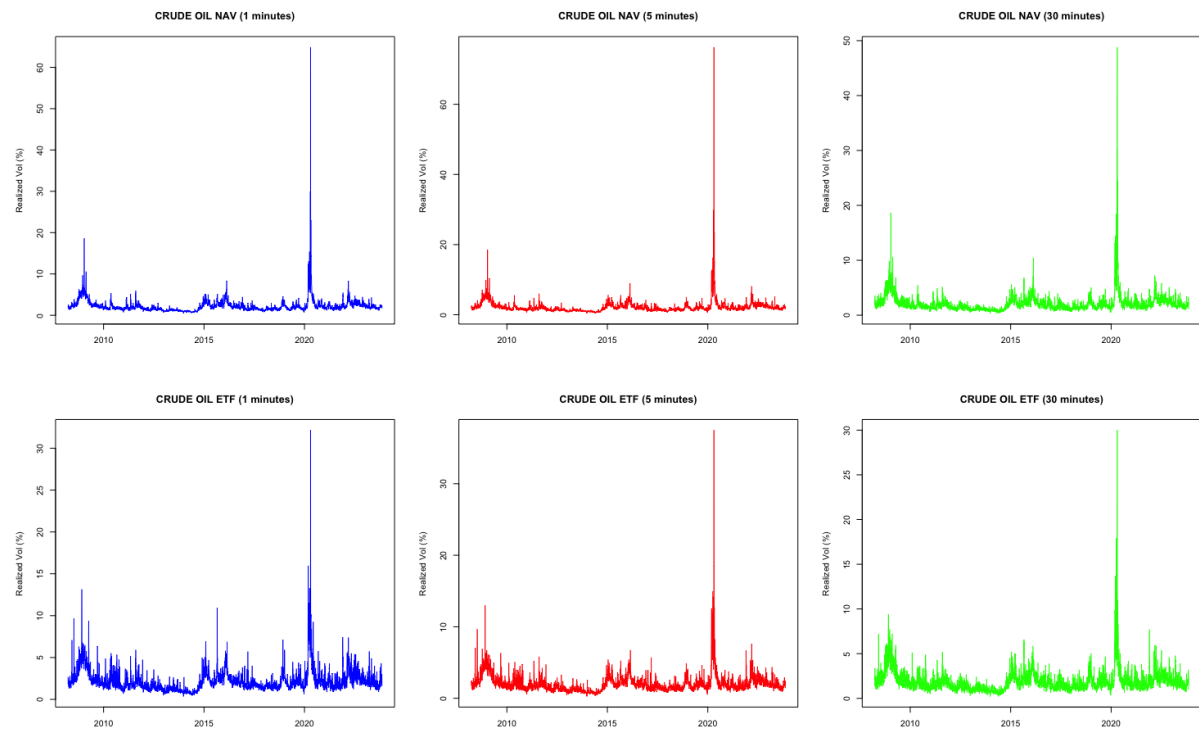 CRUDE OIL NAV (1 minutes)
Realized Vol (%)
60
50
40
30
20
10
0
2010 2015 2020
CRUDE OIL NAV (5 minutes)
Realized Vol (%)
60
40
20
0
2010 2015 2020
CRUDE OIL NAV (30 minutes)
Realized Vol (%)
50
40
30
20
10
0
2010 2015 2020
CRUDE OIL ETF (1 minutes)
Realized Vol (%)
30
25
20
15
10
5
0
2010 2015 2020
CRUDE OIL ETF (5 minutes)
Realized Vol (%)
30
20
10
0
2010 2015 2020
CRUDE OIL ETF (30 minutes)
Realized Vol (%)
30
25
20
15
10
5
0
2010 2015 2020